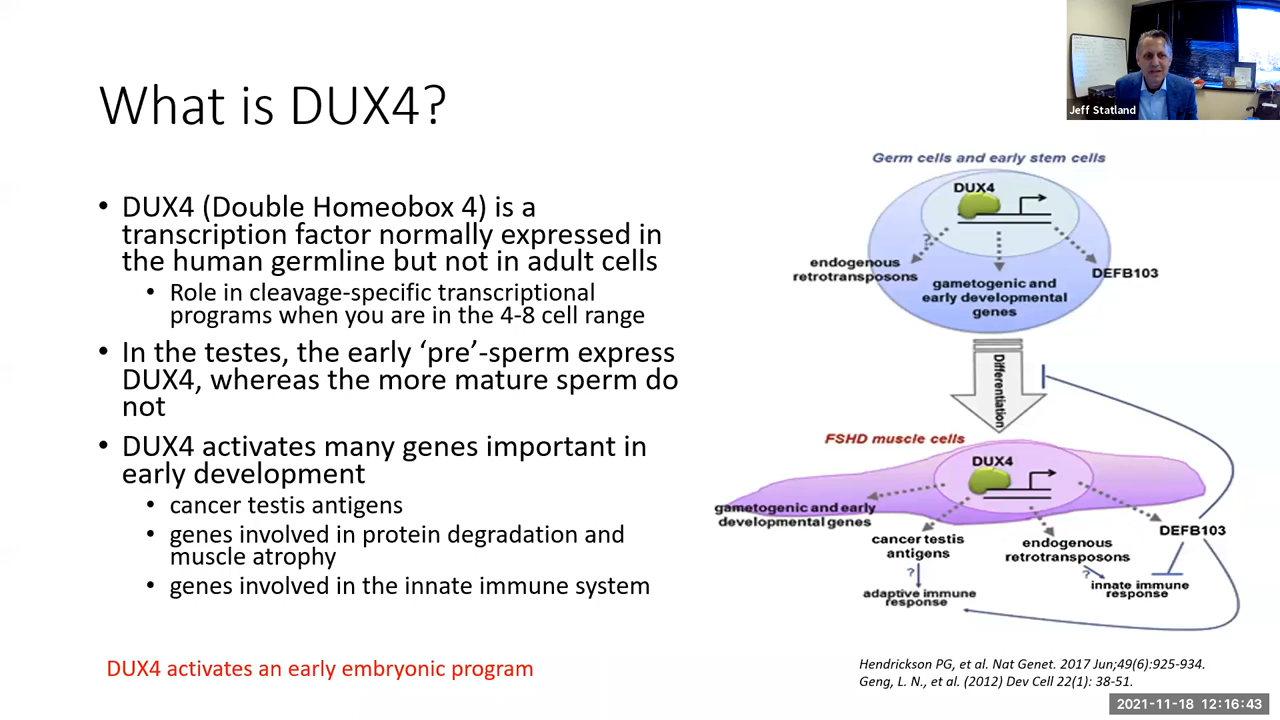 Jeff Statland
What is DUX4?
• DUX4 (Double Homeobox 4) is a
transcription factor normally expressed in
the human germline but not in adult cells
• Role in cleavage-specific transcriptional
programs when you are in the 4-8 cell range
• In the testes, the early ‘pre’-sperm express
DUX4, whereas the more mature sperm do
not
• DUX4 activates many genes important in
early development
• cancer testis antigens
• genes involved in protein degradation and
muscle atrophy
• genes involved in the innate immune system
DUX4 activates an early embryonic program
Germ cells and early stem cells
DUX4
?
endogenous
retrotransposons
gametogenic and
early developmental
genes
DEFB103
Differentiation
FSHD muscle cells
DUX4
gametogenic and early
developmental genes
cancer testis
antigens
endogenous
retrotransposons
DEFB103
?
?
adaptive immune
response
innate immune
response
Hendrickson PG, et al. Nat Genet. 2017 Jun;49(6):925-934.
Geng, L. N., et al. (2012) Dev Cell 22(1): 38-51.
2021-11-18 12:16:43